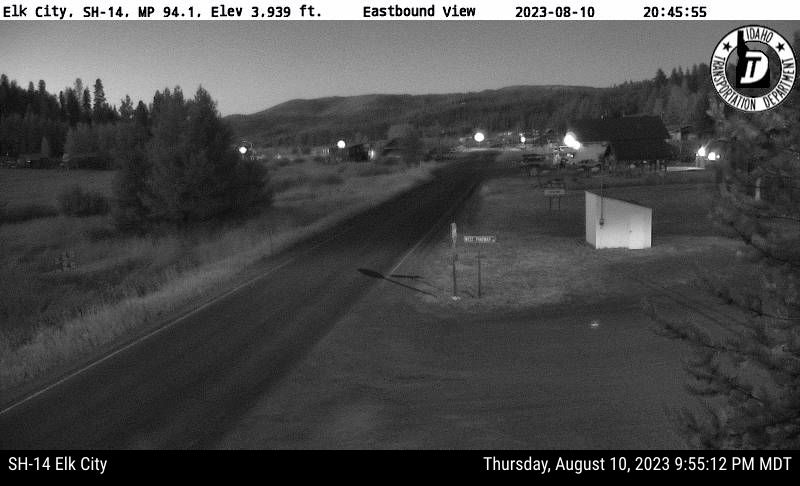 Elk City, SH-14, MP 94.1, Elev 3,939 ft. Eastbound View 2023-08-10 20:45:55
IDAHO
TRANSPORTATION DEPARTMENT
SH-14 Elk City Thursday, August 10, 2023 9:55:12 PM MDT